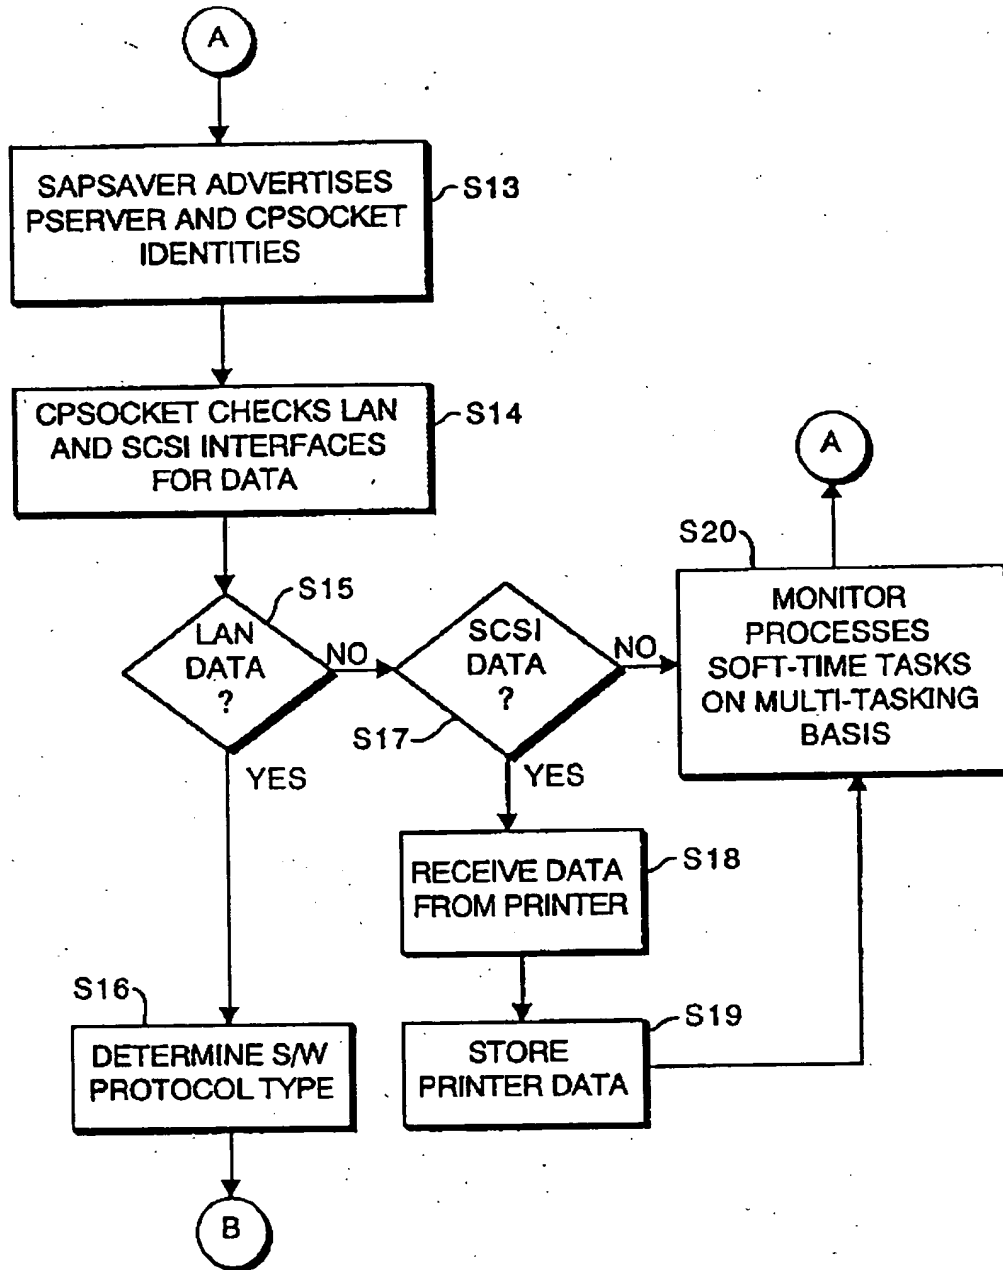 A
SAPSAVER ADVERTISES
PSERVER AND CPSOCKET
IDENTITIES
S13
CPSOCKET CHECKS LAN
AND SCSI INTERFACES
FOR DATA
S14
A
S20
MONITOR
PROCESSES
SOFT-TIME TASKS
ON MULTI-TASKING
BASIS
S15
LAN
DATA
?
NO
YES
SCSI
DATA
?
S17
NO
YES
RECEIVE DATA
FROM PRINTER
S18
S16
DETERMINE S/W
PROTOCOL TYPE
STORE
PRINTER DATA
S19
B